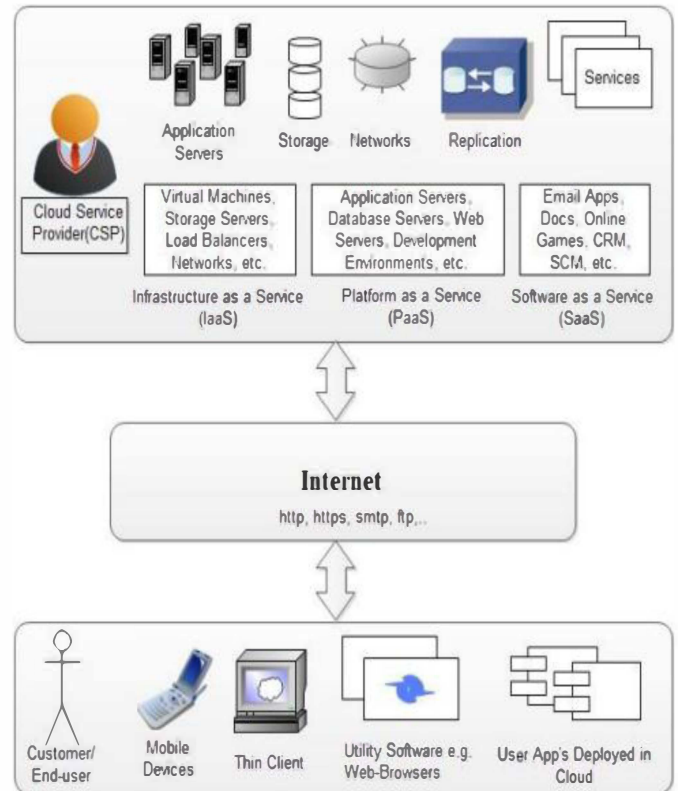 Application
Servers
Storage
Networks
Replication
Services
Cloud Service
Provider(CSP)
Virtual Machines,
Storage Servers,
Load Balancers,
Networks, etc.
Application Servers,
Database Servers, Web
Servers, Development
Environments, etc.
Email Apps,
Docs, Online
Games, CRM,
SCM, etc.
Infrastructure as a Service
(IaaS)
Platform as a Service
(PaaS)
Software as a Service
(SaaS)
Internet
http, https, smtp, ftp,..
Customer/
End-user
Mobile
Devices
Thin Client
Utility Software e.g.
Web-Browsers
User App's Deployed in
Cloud